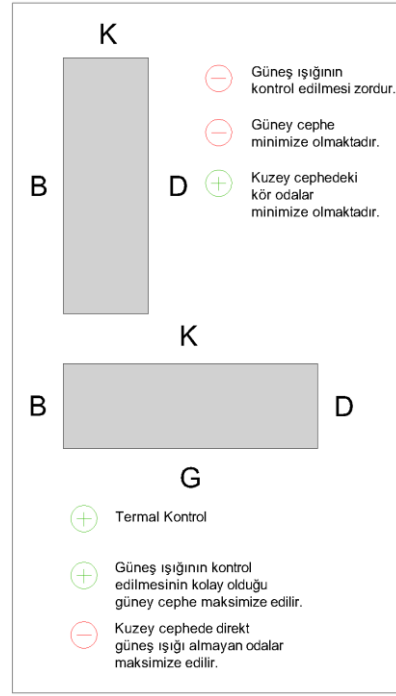 K
Güneş ışığının
kontrol edilmesi zordur.
Güney cephe
minimize olmaktadır.
B
D
Kuzey cephedeki
kör odalar
minimize olmaktadır.
K
B
D
G
Termal Kontrol
Güneş ışığının kontrol
edilmesinin kolay olduğu
güney cephe maksimize edilir.
Kuzey cephede direkt
güneş ışığı almayan odalar
maksimize edilir.